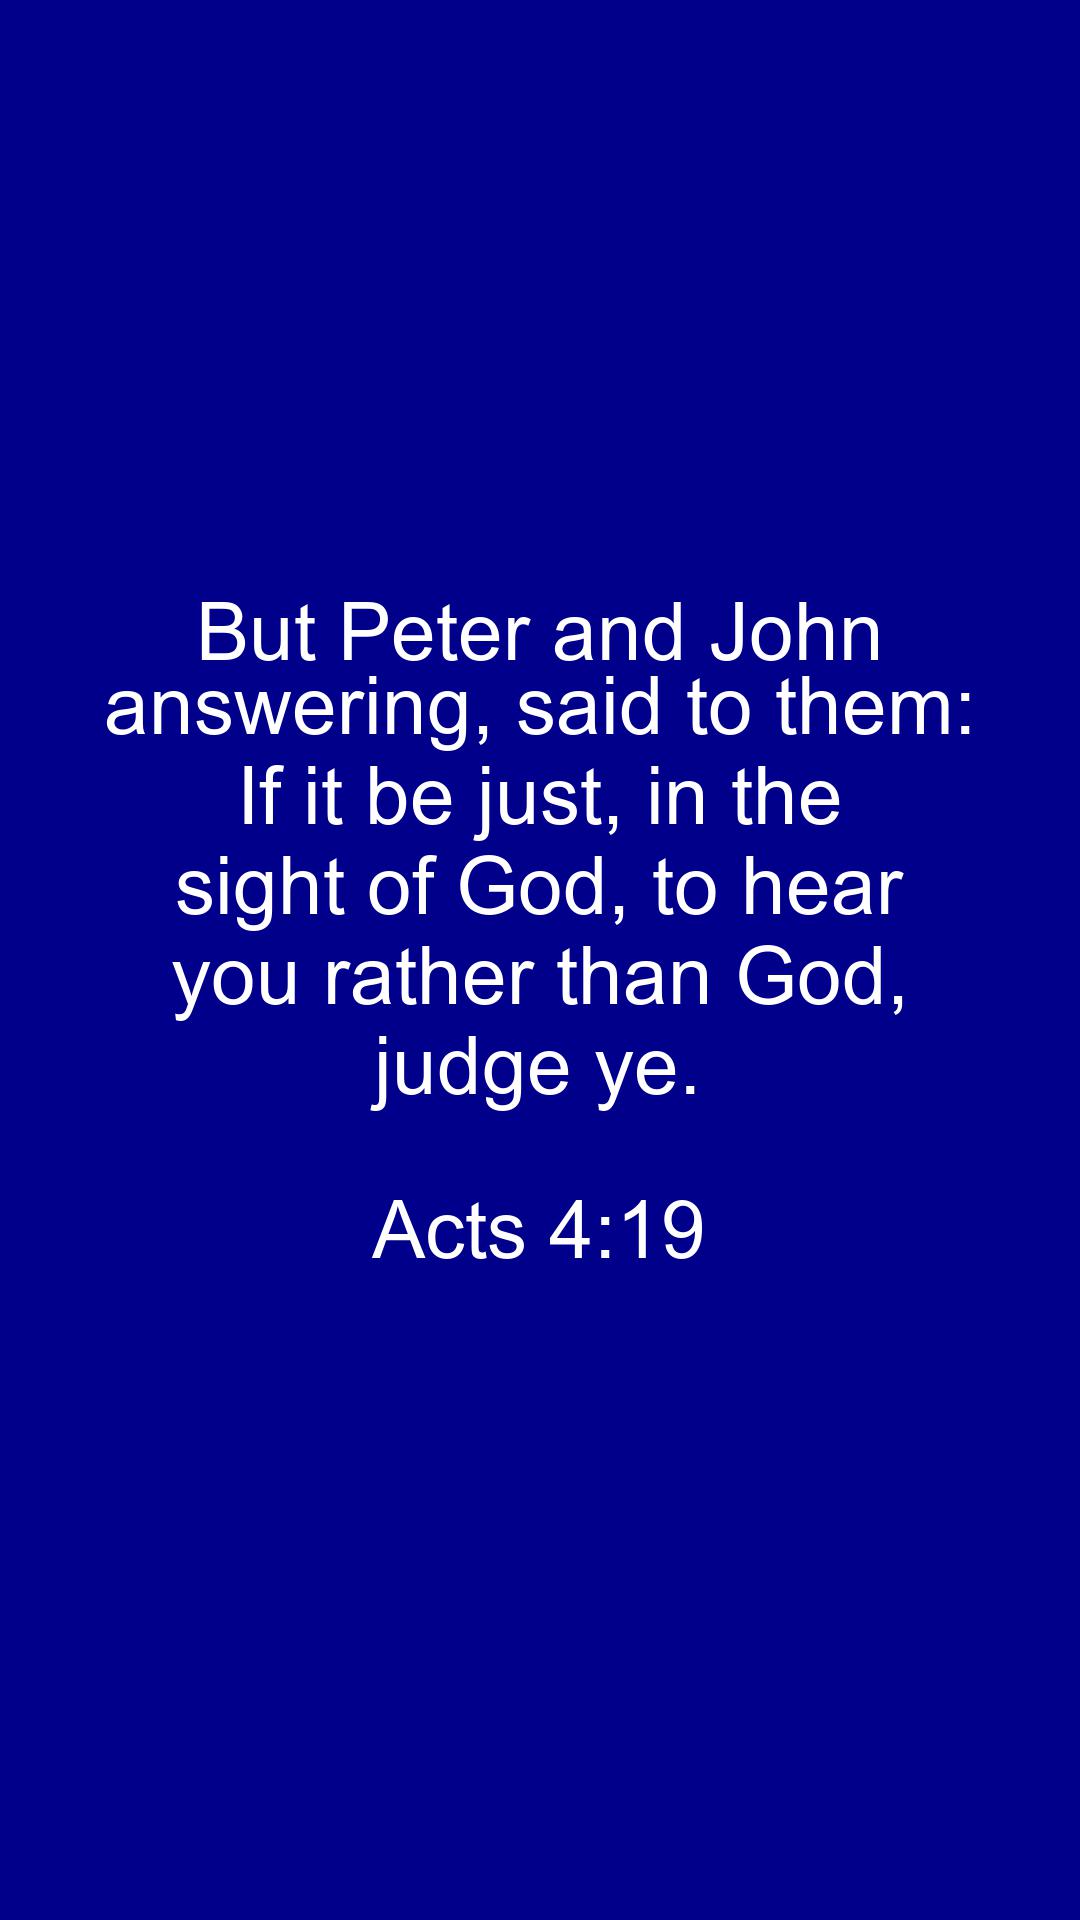 But Peter and John
answering, said to them:
If it be just, in the
sight of God, to hear
you rather than God,
judge ye.
Acts 4:19